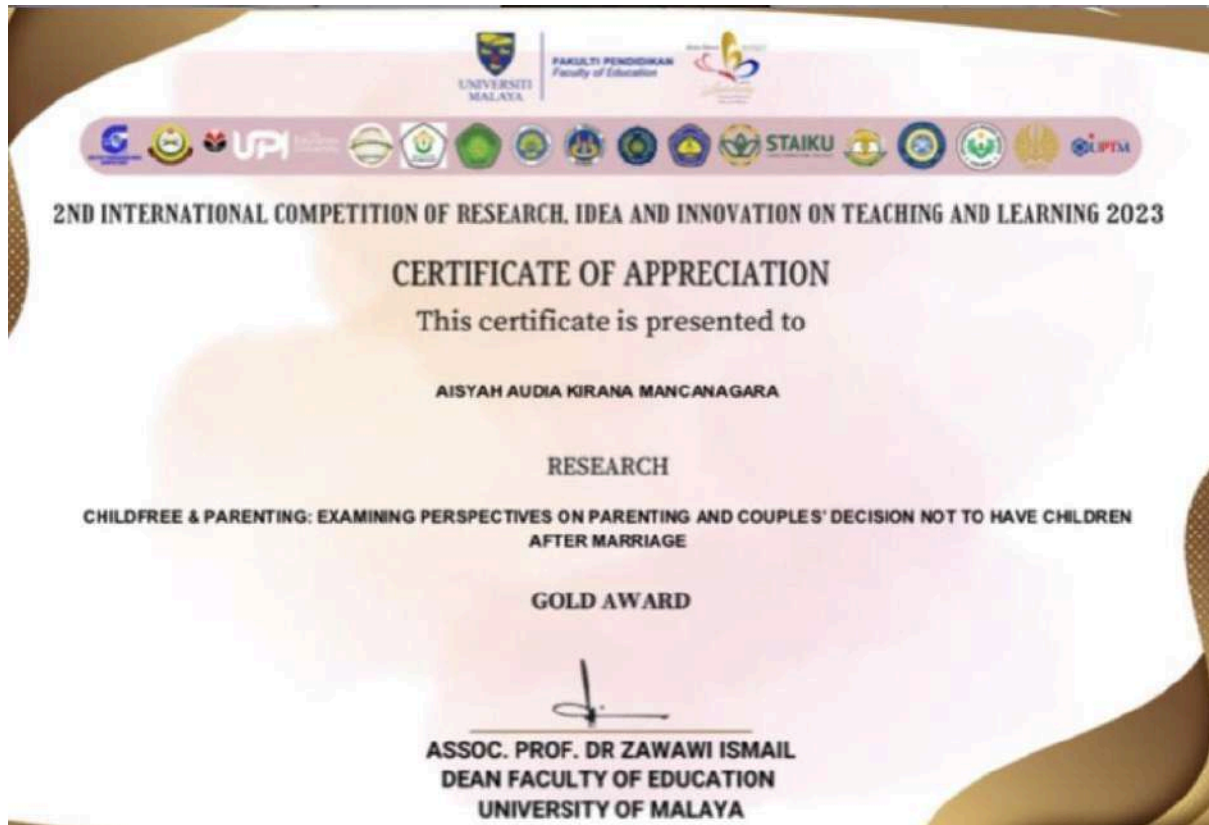 UNIVERSITI
MALAYA
FAKULTI PENDIDIKAN
Faculty of Education
UPI
STAIKU
UPTM
2ND INTERNATIONAL COMPETITION OF RESEARCH, IDEA AND INNOVATION ON TEACHING AND LEARNING 2023
CERTIFICATE OF APPRECIATION
This certificate is presented to
AISYAH AUDIA KIRANA MANCANAGARA
RESEARCH
CHILDFREE & PARENTING: EXAMINING PERSPECTIVES ON PARENTING AND COUPLES' DECISION NOT TO HAVE CHILDREN
AFTER MARRIAGE
GOLD AWARD
ASSOC. PROF. DR ZAWAWI ISMAIL
DEAN FACULTY OF EDUCATION
UNIVERSITY OF MALAYA